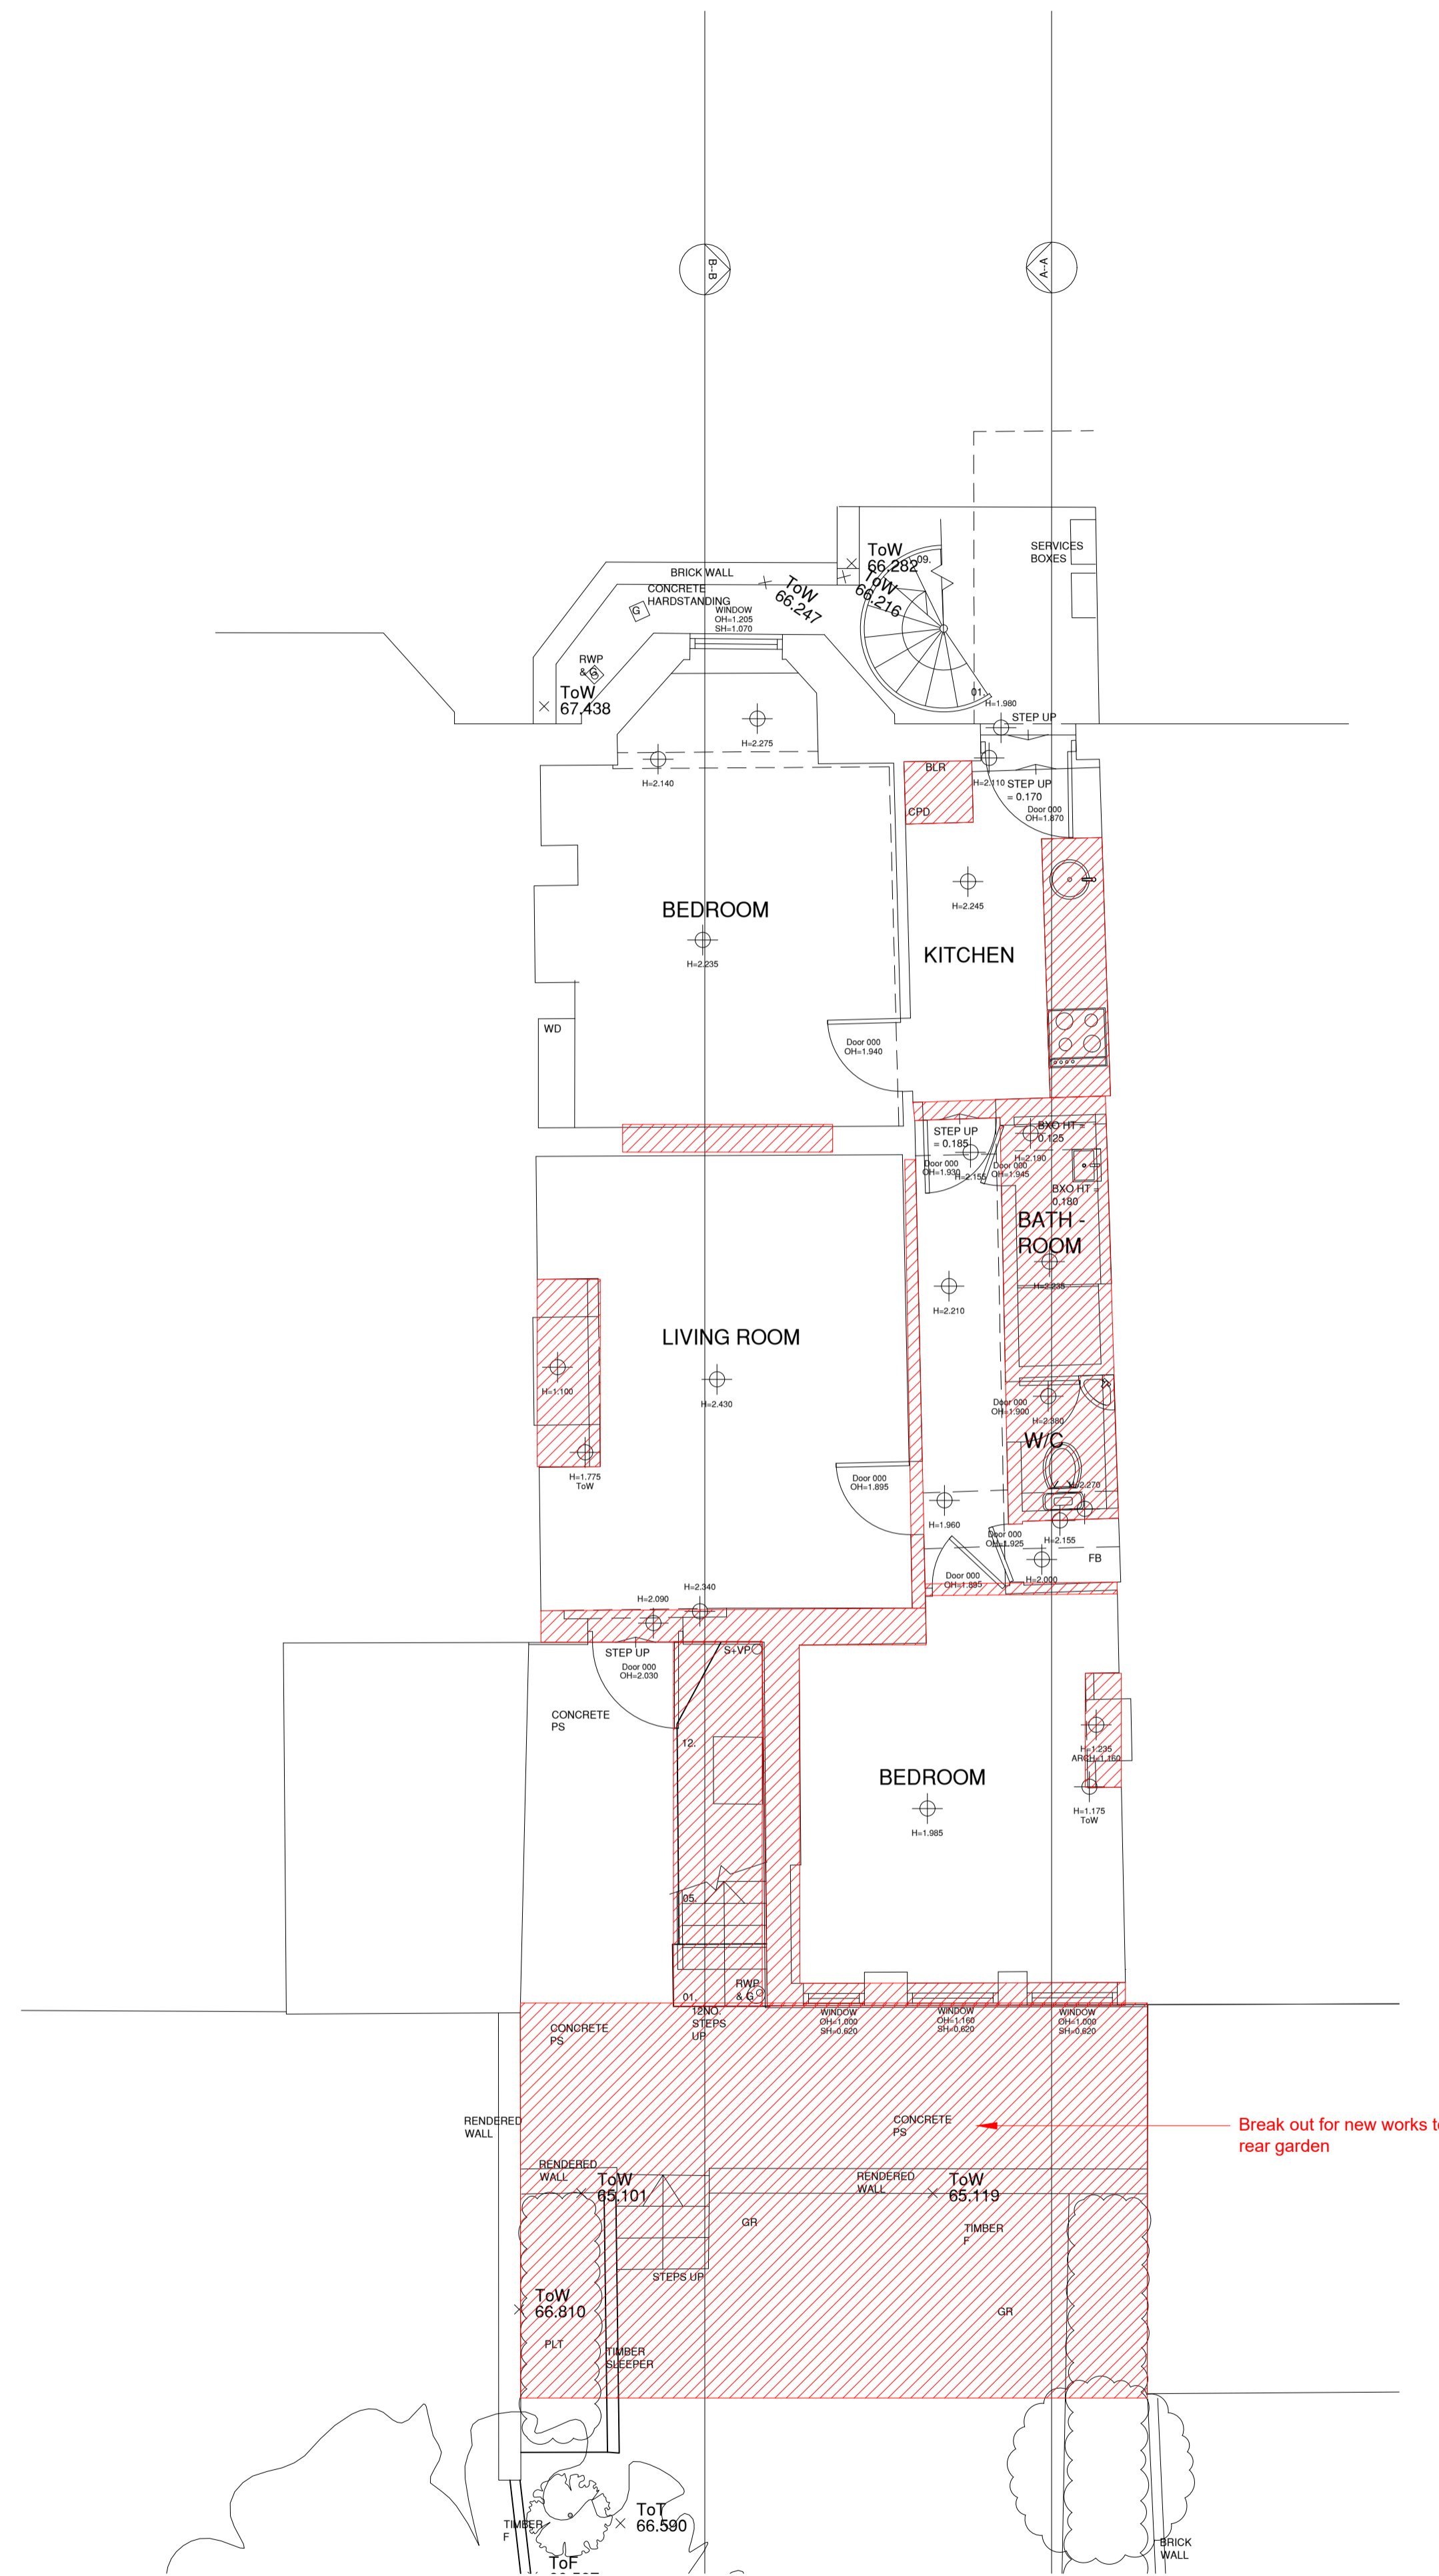 B--B
A--A
ToW
66.282
09.
SERVICES
BOXES
BRICK WALL
CONCRETE
HARDSTANDING
ToW
66.247
ToW
66.216
G
WINDOW
OH=1.205
SH=1.070
RWP
& G
ToW
67.438
01.
H=1.980
STEP UP
H=2.275
H=2.140
BLR
H=2.110
STEP UP
= 0.170
CPD
Door 000
OH=1.870
H=2.245
BEDROOM
H=2.235
KITCHEN
WD
Door 000
OH=1.940
STEP UP
= 0.185
BXO HT =
0.125
H=2.190
Door 000
OH=1.930
H=2.155
Door 000
OH=1.945
BXO HT =
0.180
BATH -
ROOM
H=2.235
H=2.210
LIVING ROOM
H=1.100
H=2.430
Door 000
OH=1.900
H=2.380
W/C
H=1.775
ToW
Door 000
OH=1.895
H=2.270
H=1.960
Door 000
OH=1.925
H=2.155
FB
H=2.000
Door 000
OH=1.895
H=2.340
H=2.090
STEP UP
Door 000
OH=2.030
S+VP
CONCRETE
PS
12.
H=1.235
ARCH=1.160
BEDROOM
H=1.985
H=1.175
ToW
05.
RWP
& G
01.
12NO.
STEPS
UP
WINDOW
OH=1.000
SH=0.620
WINDOW
OH=1.160
SH=0.620
WINDOW
OH=1.000
SH=0.620
CONCRETE
PS
RENDERED
WALL
CONCRETE
PS
Break out for new works t
rear garden
RENDERED
WALL
ToW
65.101
RENDERED
WALL
ToW
65.119
GR
TIMBER
F
STEPS UP
ToW
66.810
GR
PLT
TIMBER
SLEEPER
ToT
66.590
TIMBER
F
BRICK
WALL
ToF